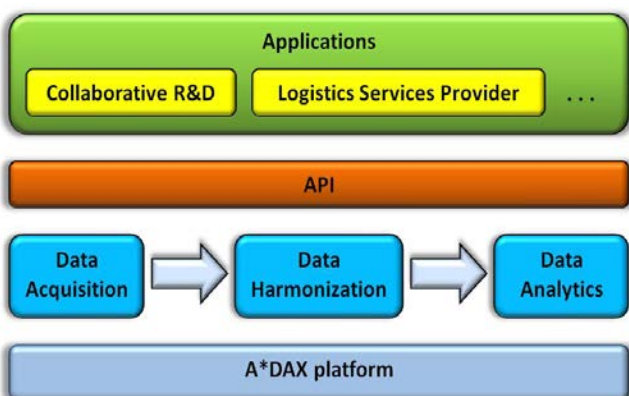 Applications
Collaborative R&D
Logistics Services Provider
...
API
Data
Acquisition
Data
Harmonization
Data
Analytics
A*DAX platform